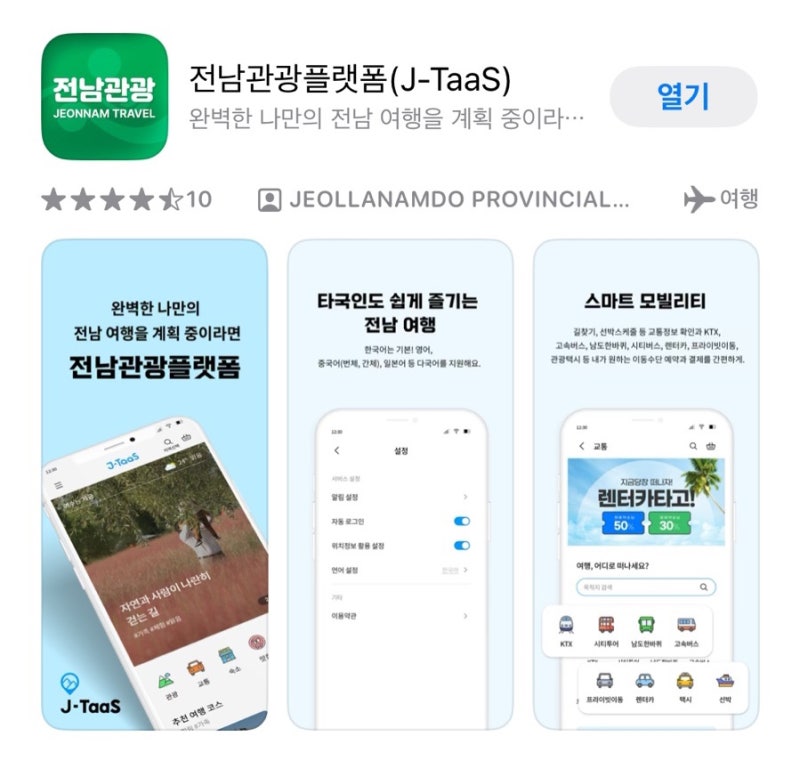 전남관광
JEONNAM TRAVEL
전남관광플랫폼(J-TaaS)
완벽한 나만의 전남 여행을 계획 중이라…
열기
10
JEOLLANAMDO PROVINCIAL…
여행
완벽한 나만의
전남 여행을 계획 중이라면
전남관광플랫폼
12:30
J-TaaS
24°
자연과 사람이 나란히
걷는 길
관광
교통
숙소
추천 여행 코스
J-TaaS
타국인도 쉽게 즐기는
전남 여행
한국어는 기본! 영어,
중국어(번체, 간체), 일본어 등 다국어를 지원해요.
12:30
설정
서비스 설정
알림 설정
자동 로그인
위치정보 활용 설정
언어 설정
한국어
기타
이용약관
스마트 모빌리티
길찾기, 선박스케줄 등 교통정보 확인과 KTX,
고속버스, 남도한바퀴, 시티버스, 렌터카, 프라이빗이동,
관광택시 등 내가 원하는 이동수단 예약과 결제를 간편하게.
12:30
교통
지금당장 떠나자!
렌터카타고!
50%
30%
여행, 어디로 떠나세요?
목적지 검색
KTX
시티투어
남도한바퀴
고속버스
프라이빗이동
렌터카
택시
선박